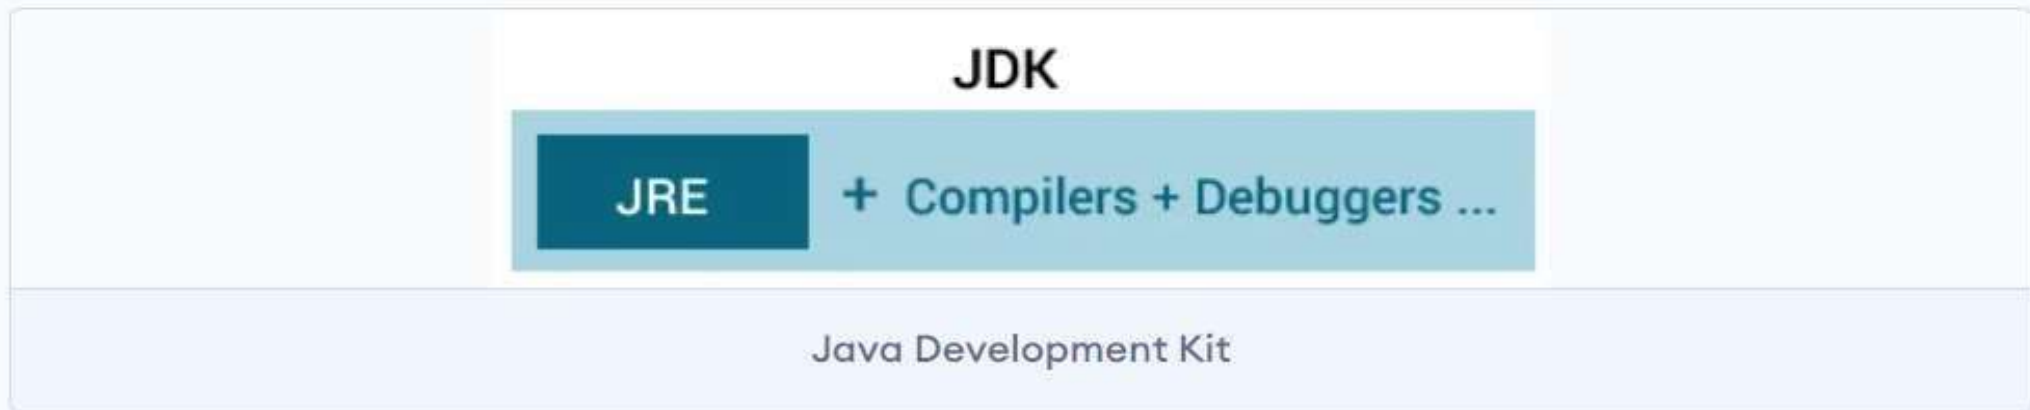 JDK
JRE + Compilers + Debuggers ...
Java Development Kit